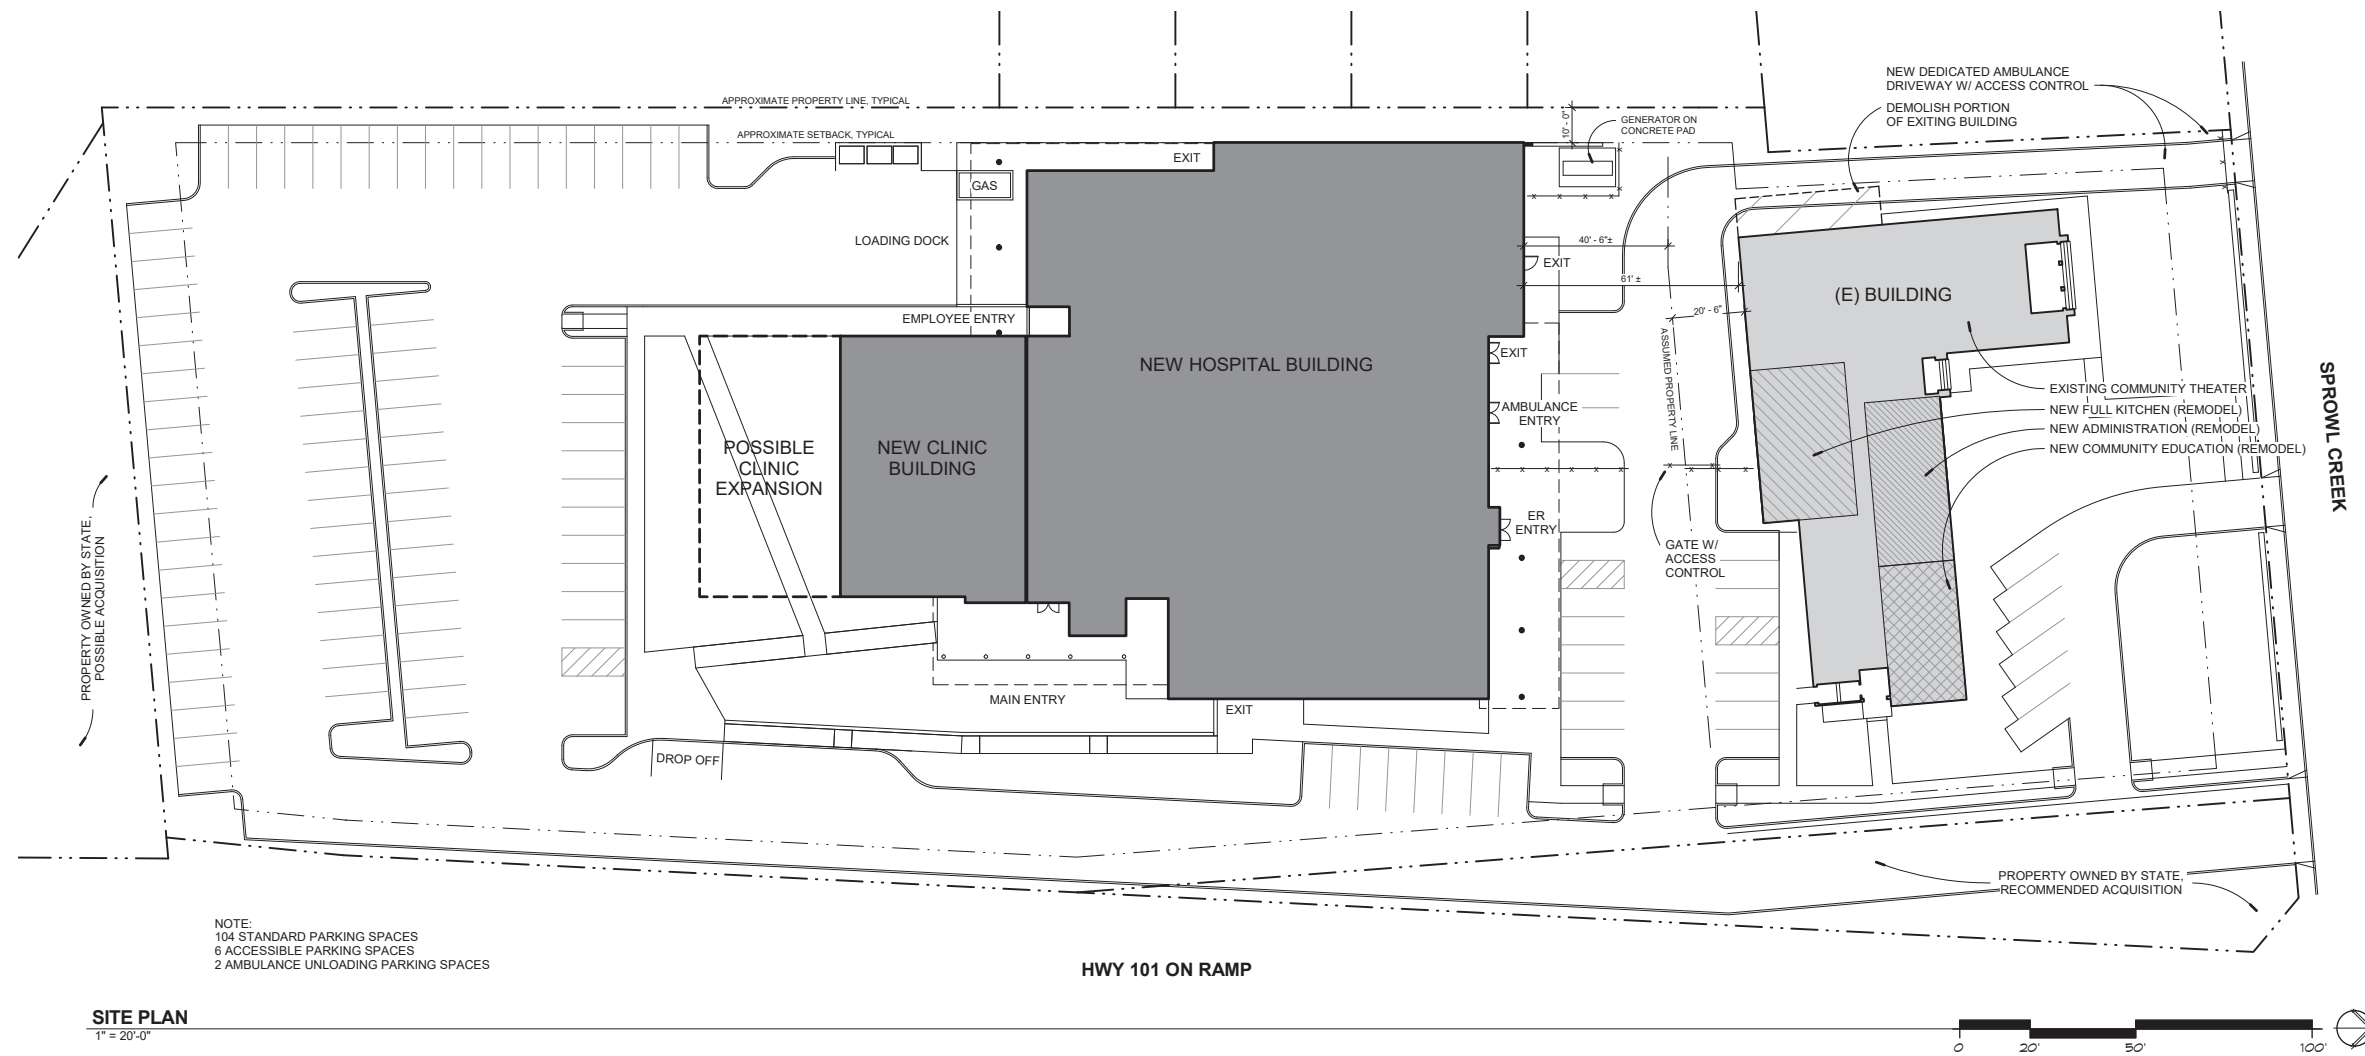 NEW DEDICATED AMBULANCE
DRIVEWAY W/ ACCESS CONTROL
DEMOLISH PORTION
OF EXITING BUILDING
APPROXIMATE PROPERTY LINE, TYPICAL
APPROXIMATE SETBACK, TYPICAL
10' - 0"
GENERATOR ON
CONCRETE PAD
EXIT
GAS
LOADING DOCK
40' - 6"±
EXIT
61' ±
(E) BUILDING
20' - 6"
EMPLOYEE ENTRY
ASSUMED PROPERTY LINE
EXIT
NEW HOSPITAL BUILDING
EXISTING COMMUNITY THEATER
NEW FULL KITCHEN (REMODEL)
NEW ADMINISTRATION (REMODEL)
NEW COMMUNITY EDUCATION (REMODEL)
SPROWL CREEK
AMBULANCE
ENTRY
POSSIBLE
CLINIC
EXPANSION
NEW CLINIC
BUILDING
ER
ENTRY
GATE W/
ACCESS
CONTROL
PROPERTY OWNED BY STATE,
POSSIBLE ACQUISITION
MAIN ENTRY
EXIT
DROP OFF
PROPERTY OWNED BY STATE,
RECOMMENDED ACQUISITION
NOTE:
104 STANDARD PARKING SPACES
6 ACCESSIBLE PARKING SPACES
2 AMBULANCE UNLOADING PARKING SPACES
HWY 101 ON RAMP
SITE PLAN
1" = 20'-0"
0 20' 50' 100'